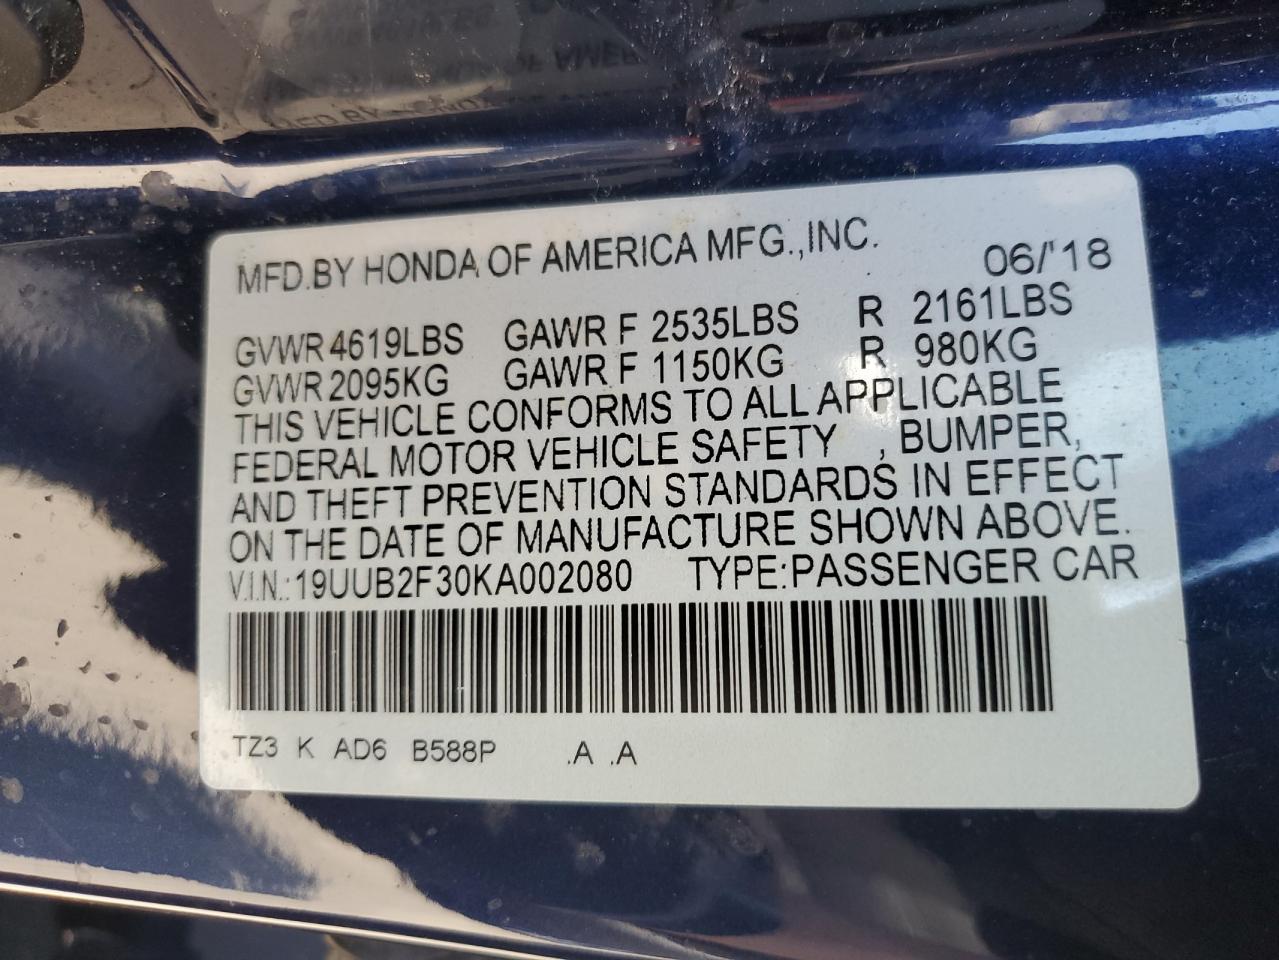 MFD.BY HONDA OF AMERICA MFG.,INC. 06/'18
GVWR 4619LBS GAWR F 2535LBS R 2161LBS
GVWR 2095KG GAWR F 1150KG R 980KG
THIS VEHICLE CONFORMS TO ALL APPLICABLE
FEDERAL MOTOR VEHICLE SAFETY , BUMPER,
AND THEFT PREVENTION STANDARDS IN EFFECT
ON THE DATE OF MANUFACTURE SHOWN ABOVE.
V.I.N.:19UUB2F30KA002080 TYPE:PASSENGER CAR
TZ3 K AD6 B588P .A .A